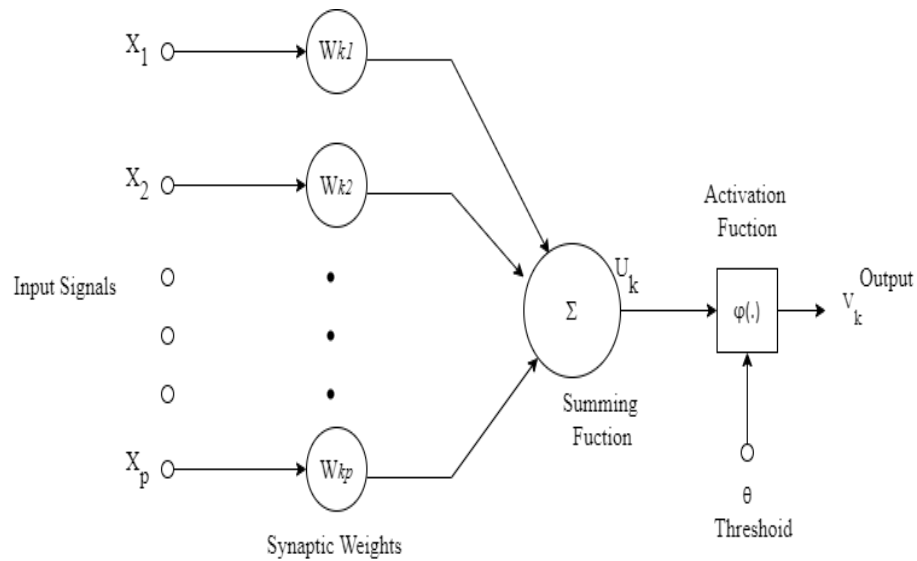 X1
Wk1
X2
Wk2
Activation
Fuction
Input Signals
Uk
Output
Σ
φ(.)
Vk
Summing
Fuction
Xp
Wkp
θ
Threshoid
Synaptic Weights